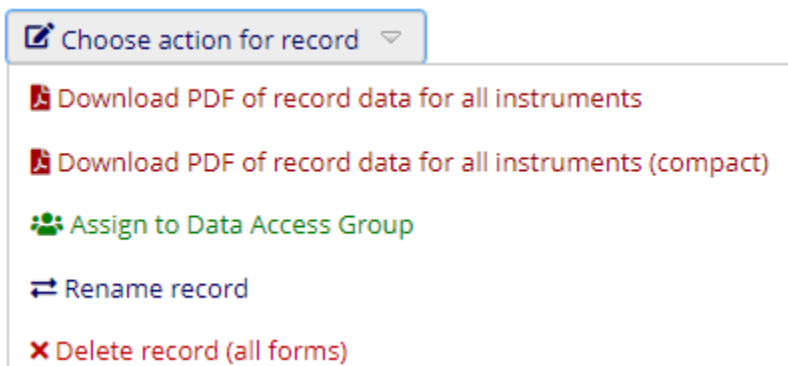 Choose action for record
Download PDF of record data for all instruments
Download PDF of record data for all instruments (compact)
Assign to Data Access Group
Rename record
Delete record (all forms)